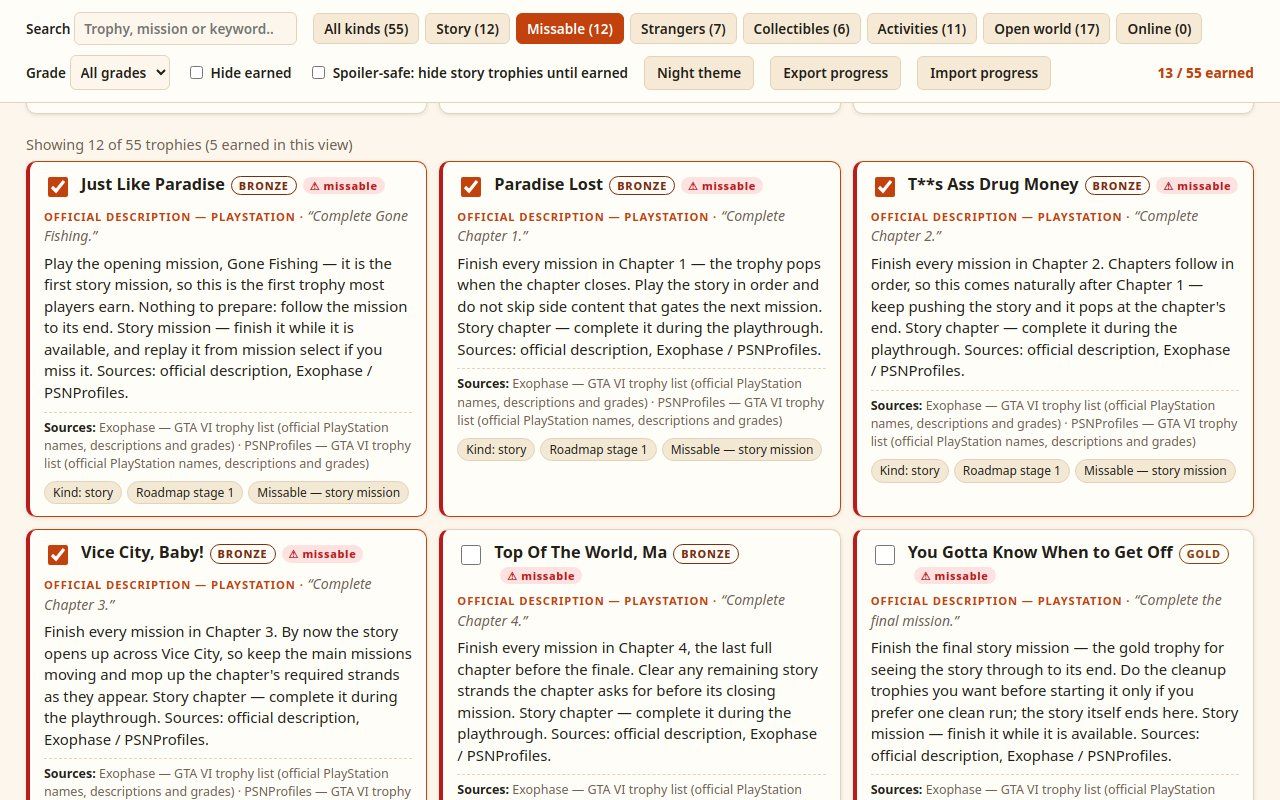 Search Trophy, mission or keyword.. All kinds (55) Story (12) Missable (12) Strangers (7) Collectibles (6) Activities (11) Open world (17) Online (0)
Grade All grades Hide earned Spoiler-safe: hide story trophies until earned Night theme Export progress Import progress 13 / 55 earned
Showing 12 of 55 trophies (5 earned in this view)
Just Like Paradise BRONZE ⚠ missable
OFFICIAL DESCRIPTION — PLAYSTATION · “Complete Gone
Fishing.”
Play the opening mission, Gone Fishing — it is the
first story mission, so this is the first trophy most
players earn. Nothing to prepare: follow the mission
to its end. Story mission — finish it while it is
available, and replay it from mission select if you
miss it. Sources: official description, Exophase /
PSNProfiles.
Sources: Exophase — GTA VI trophy list (official PlayStation
names, descriptions and grades) · PSNProfiles — GTA VI trophy
list (official PlayStation names, descriptions and grades)
Kind: story Roadmap stage 1 Missable — story mission
Paradise Lost BRONZE ⚠ missable
OFFICIAL DESCRIPTION — PLAYSTATION · “Complete
Chapter 1.”
Finish every mission in Chapter 1 — the trophy pops
when the chapter closes. Play the story in order and
do not skip side content that gates the next mission.
Story chapter — complete it during the playthrough.
Sources: official description, Exophase / PSNProfiles.
Sources: Exophase — GTA VI trophy list (official PlayStation
names, descriptions and grades) · PSNProfiles — GTA VI trophy
list (official PlayStation names, descriptions and grades)
Kind: story Roadmap stage 1 Missable — story mission
T**s Ass Drug Money BRONZE ⚠ missable
OFFICIAL DESCRIPTION — PLAYSTATION · “Complete
Chapter 2.”
Finish every mission in Chapter 2. Chapters follow in
order, so this comes naturally after Chapter 1 —
keep pushing the story and it pops at the chapter's
end. Story chapter — complete it during the
playthrough. Sources: official description, Exophase
/ PSNProfiles.
Sources: Exophase — GTA VI trophy list (official PlayStation
names, descriptions and grades) · PSNProfiles — GTA VI trophy
list (official PlayStation names, descriptions and grades)
Kind: story Roadmap stage 1 Missable — story mission
Vice City, Baby! BRONZE ⚠ missable
OFFICIAL DESCRIPTION — PLAYSTATION · “Complete
Chapter 3.”
Finish every mission in Chapter 3. By now the story
opens up across Vice City, so keep the main missions
moving and mop up the chapter's required strands
as they appear. Story chapter — complete it during
the playthrough. Sources: official description,
Exophase / PSNProfiles.
Sources: Exophase — GTA VI trophy list (official PlayStation
names, descriptions and grades) · PSNProfiles — GTA VI trophy
Top Of The World, Ma BRONZE
⚠ missable
OFFICIAL DESCRIPTION — PLAYSTATION · “Complete
Chapter 4.”
Finish every mission in Chapter 4, the last full
chapter before the finale. Clear any remaining story
strands the chapter asks for before its closing
mission. Story chapter — complete it during the
playthrough. Sources: official description, Exophase
/ PSNProfiles.
Sources: Exophase — GTA VI trophy list (official PlayStation
You Gotta Know When to Get Off GOLD
⚠ missable
OFFICIAL DESCRIPTION — PLAYSTATION · “Complete the
final mission.”
Finish the final story mission — the gold trophy for
seeing the story through to its end. Do the cleanup
trophies you want before starting it only if you
prefer one clean run; the story itself ends here. Story
mission — finish it while it is available. Sources:
official description, Exophase / PSNProfiles.
Sources: Exophase — GTA VI trophy list (official PlayStation